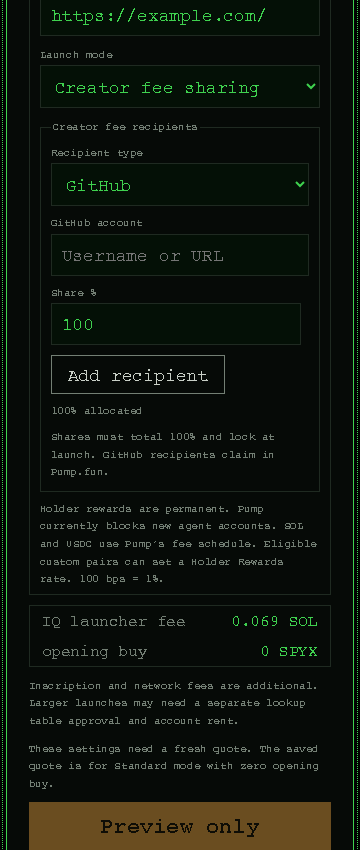 https://example.com/
Launch mode
Creator fee sharing
Creator fee recipients
Recipient type
GitHub
GitHub account
Username or URL
Share %
100
Add recipient
100% allocated
Shares must total 100% and lock at
launch. GitHub recipients claim in
Pump.fun.
Holder rewards are permanent. Pump
currently blocks new agent accounts. SOL
and USDC use Pump's fee schedule. Eligible
custom pairs can set a Holder Rewards
rate. 100 bps = 1%.
IQ launcher fee 0.069 SOL
opening buy 0 SPYX
Inscription and network fees are additional.
Larger launches may need a separate lookup
table approval and account rent.
These settings need a fresh quote. The saved
quote is for Standard mode with zero opening
buy.
Preview only